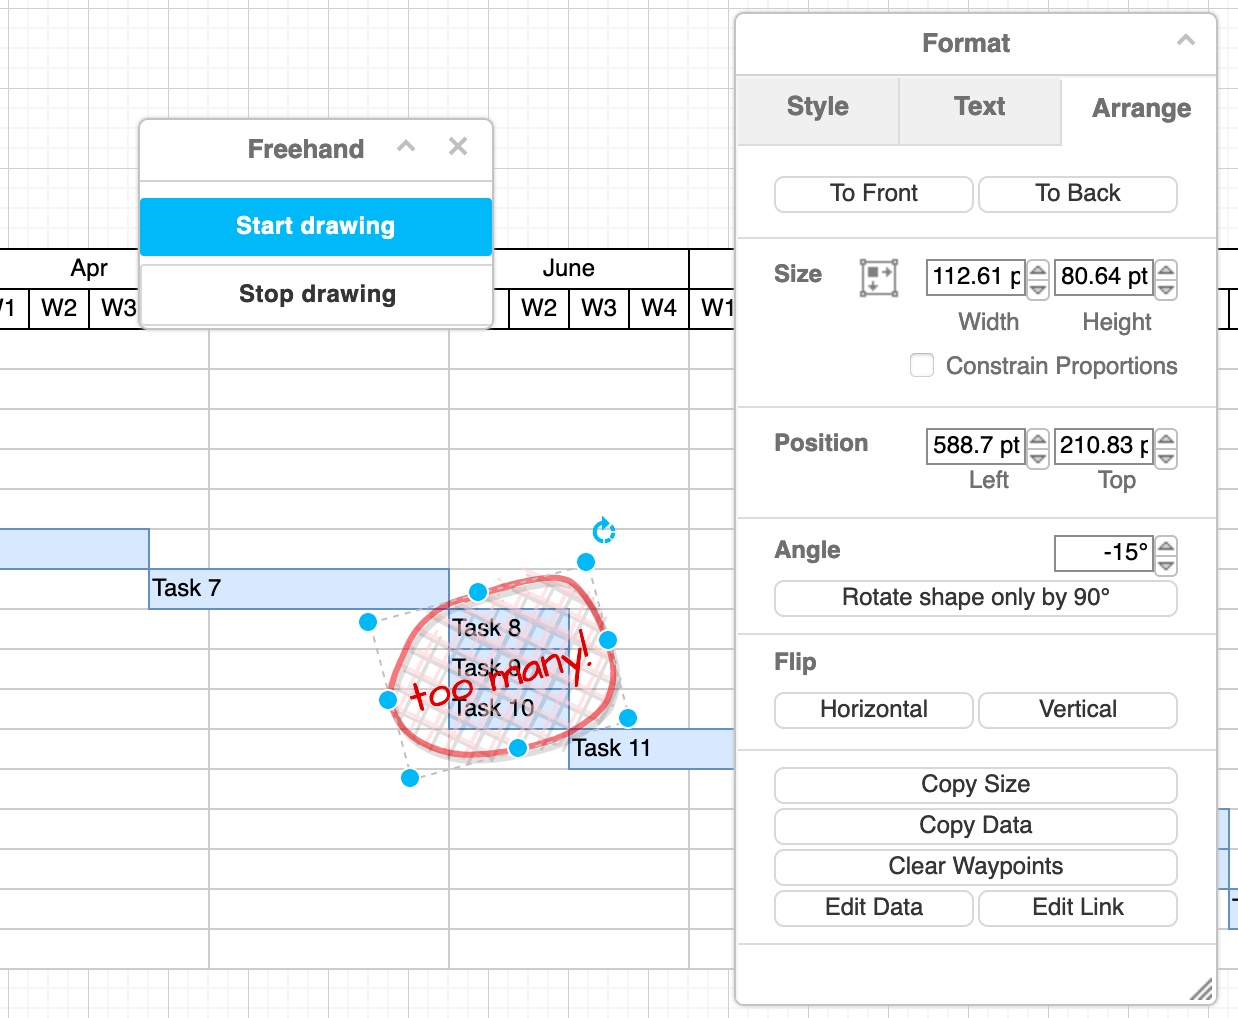 Format
Style Text Arrange
Freehand
To Front To Back
Start drawing
Apr June
Size 112.61 p 80.64 pt
Stop drawing
W2 W3 W2 W3 W4 W1
Width Height
Constrain Proportions
Position 588.7 pt 210.83 p
Left Top
Angle -15°
Task 7
Rotate shape only by 90°
Task 8
Task 9
too many!
Task 10
Flip
Horizontal Vertical
Task 11
Copy Size
Copy Data
Clear Waypoints
Edit Data Edit Link